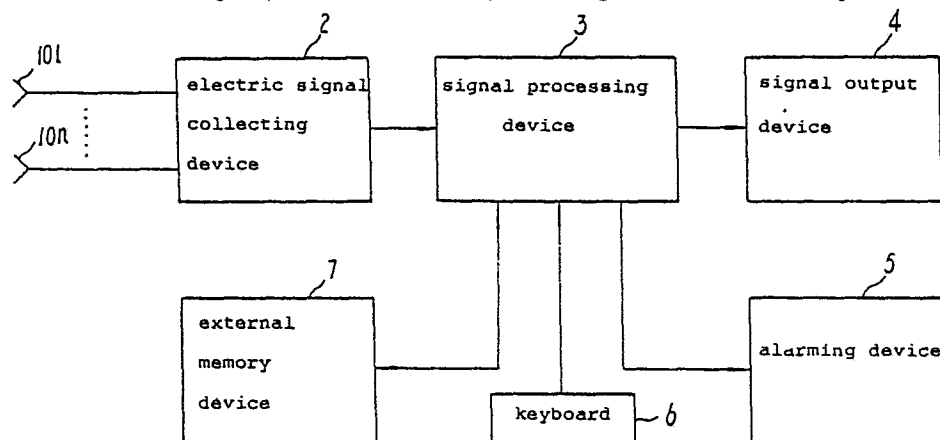 2
3
4
101
electric signal
collecting
device
signal processing
device
signal output
device
10n
7
5
external
memory
device
alarming device
keyboard
6